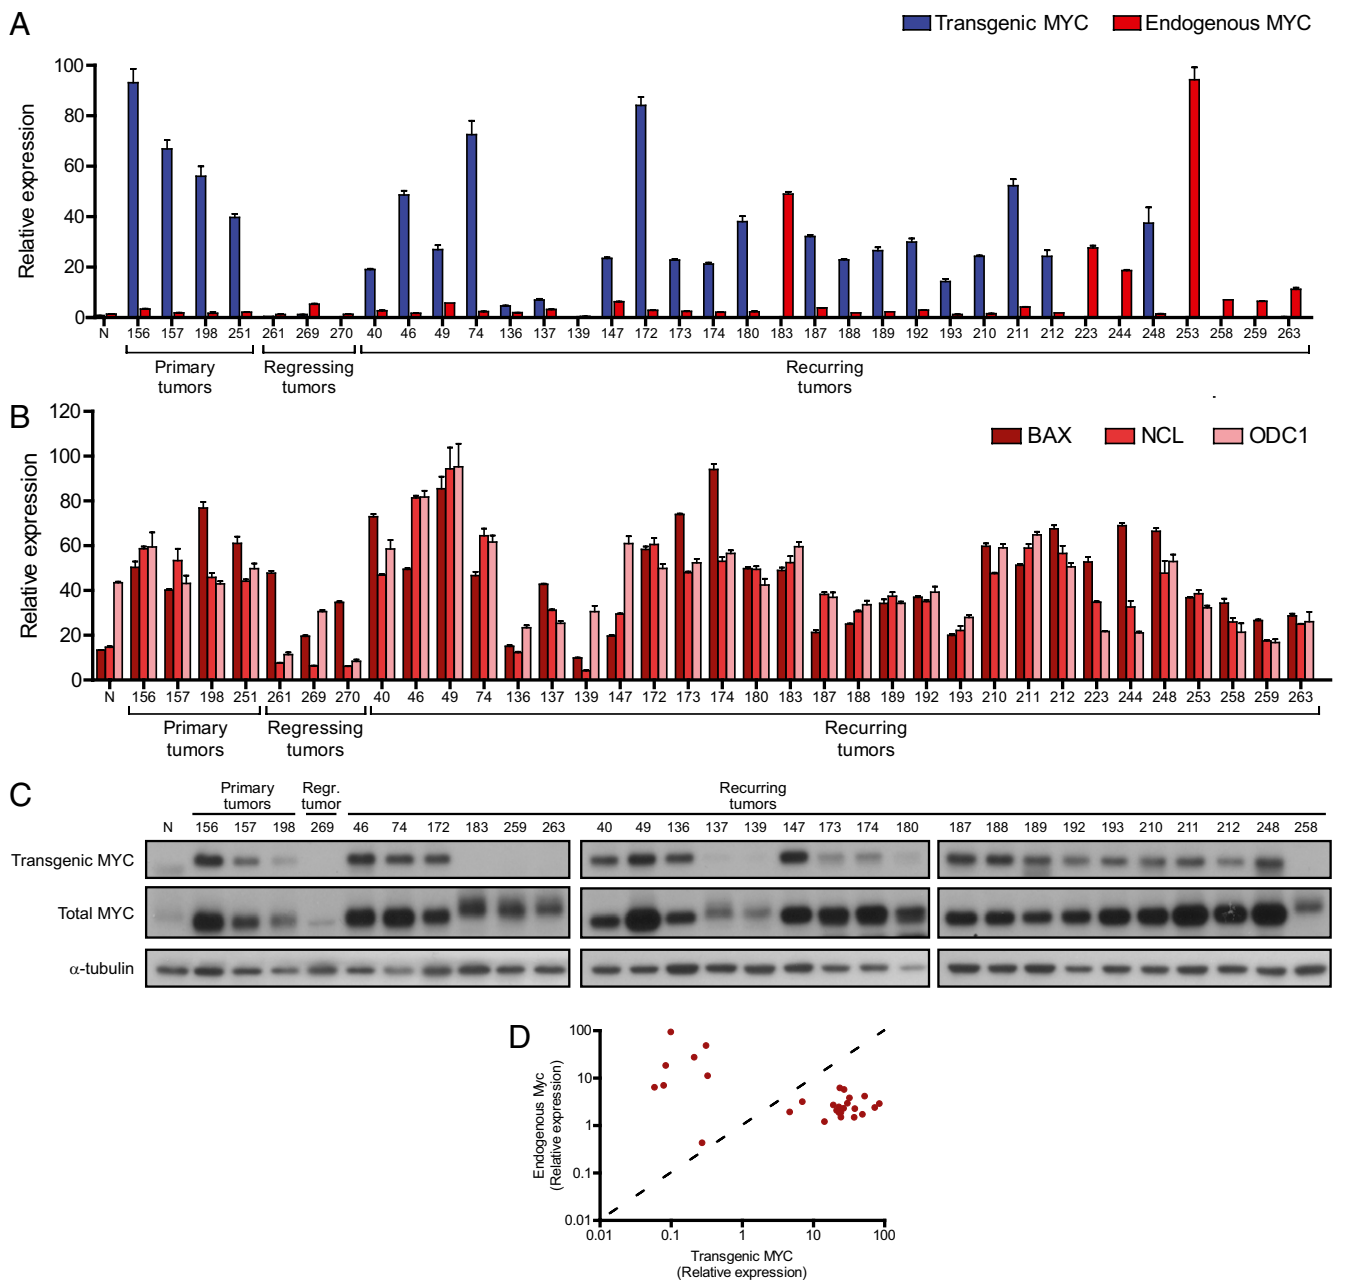 A
Transgenic MYC Endogenous MYC
Relative expression
100
80
60
40
20
0
N 156 157 198 251 261 269 270 40 46 49 74 136 137 139 147 172 173 174 180 183 187 188 189 192 193 210 211 212 223 244 248 253 258 259 263
Primary tumors
Regressing tumors
Recurring tumors
B
BAX NCL ODC1
Relative expression
120
100
80
60
40
20
0
N 156 157 198 251 261 269 270 40 46 49 74 136 137 139 147 172 173 174 180 183 187 188 189 192 193 210 211 212 223 244 248 253 258 259 263
Primary tumors
Regressing tumors
Recurring tumors
C
Primary tumors
Regr. tumor
Recurring tumors
N 156 157 198 269 46 74 172 183 259 263 40 49 136 137 139 147 173 174 180 187 188 189 192 193 210 211 212 248 258
Transgenic MYC
Total MYC
α-tubulin
D
Endogenous Myc
(Relative expression)
100
10
1
0.1
0.01
0.01 0.1 1 10 100
Transgenic MYC
(Relative expression)